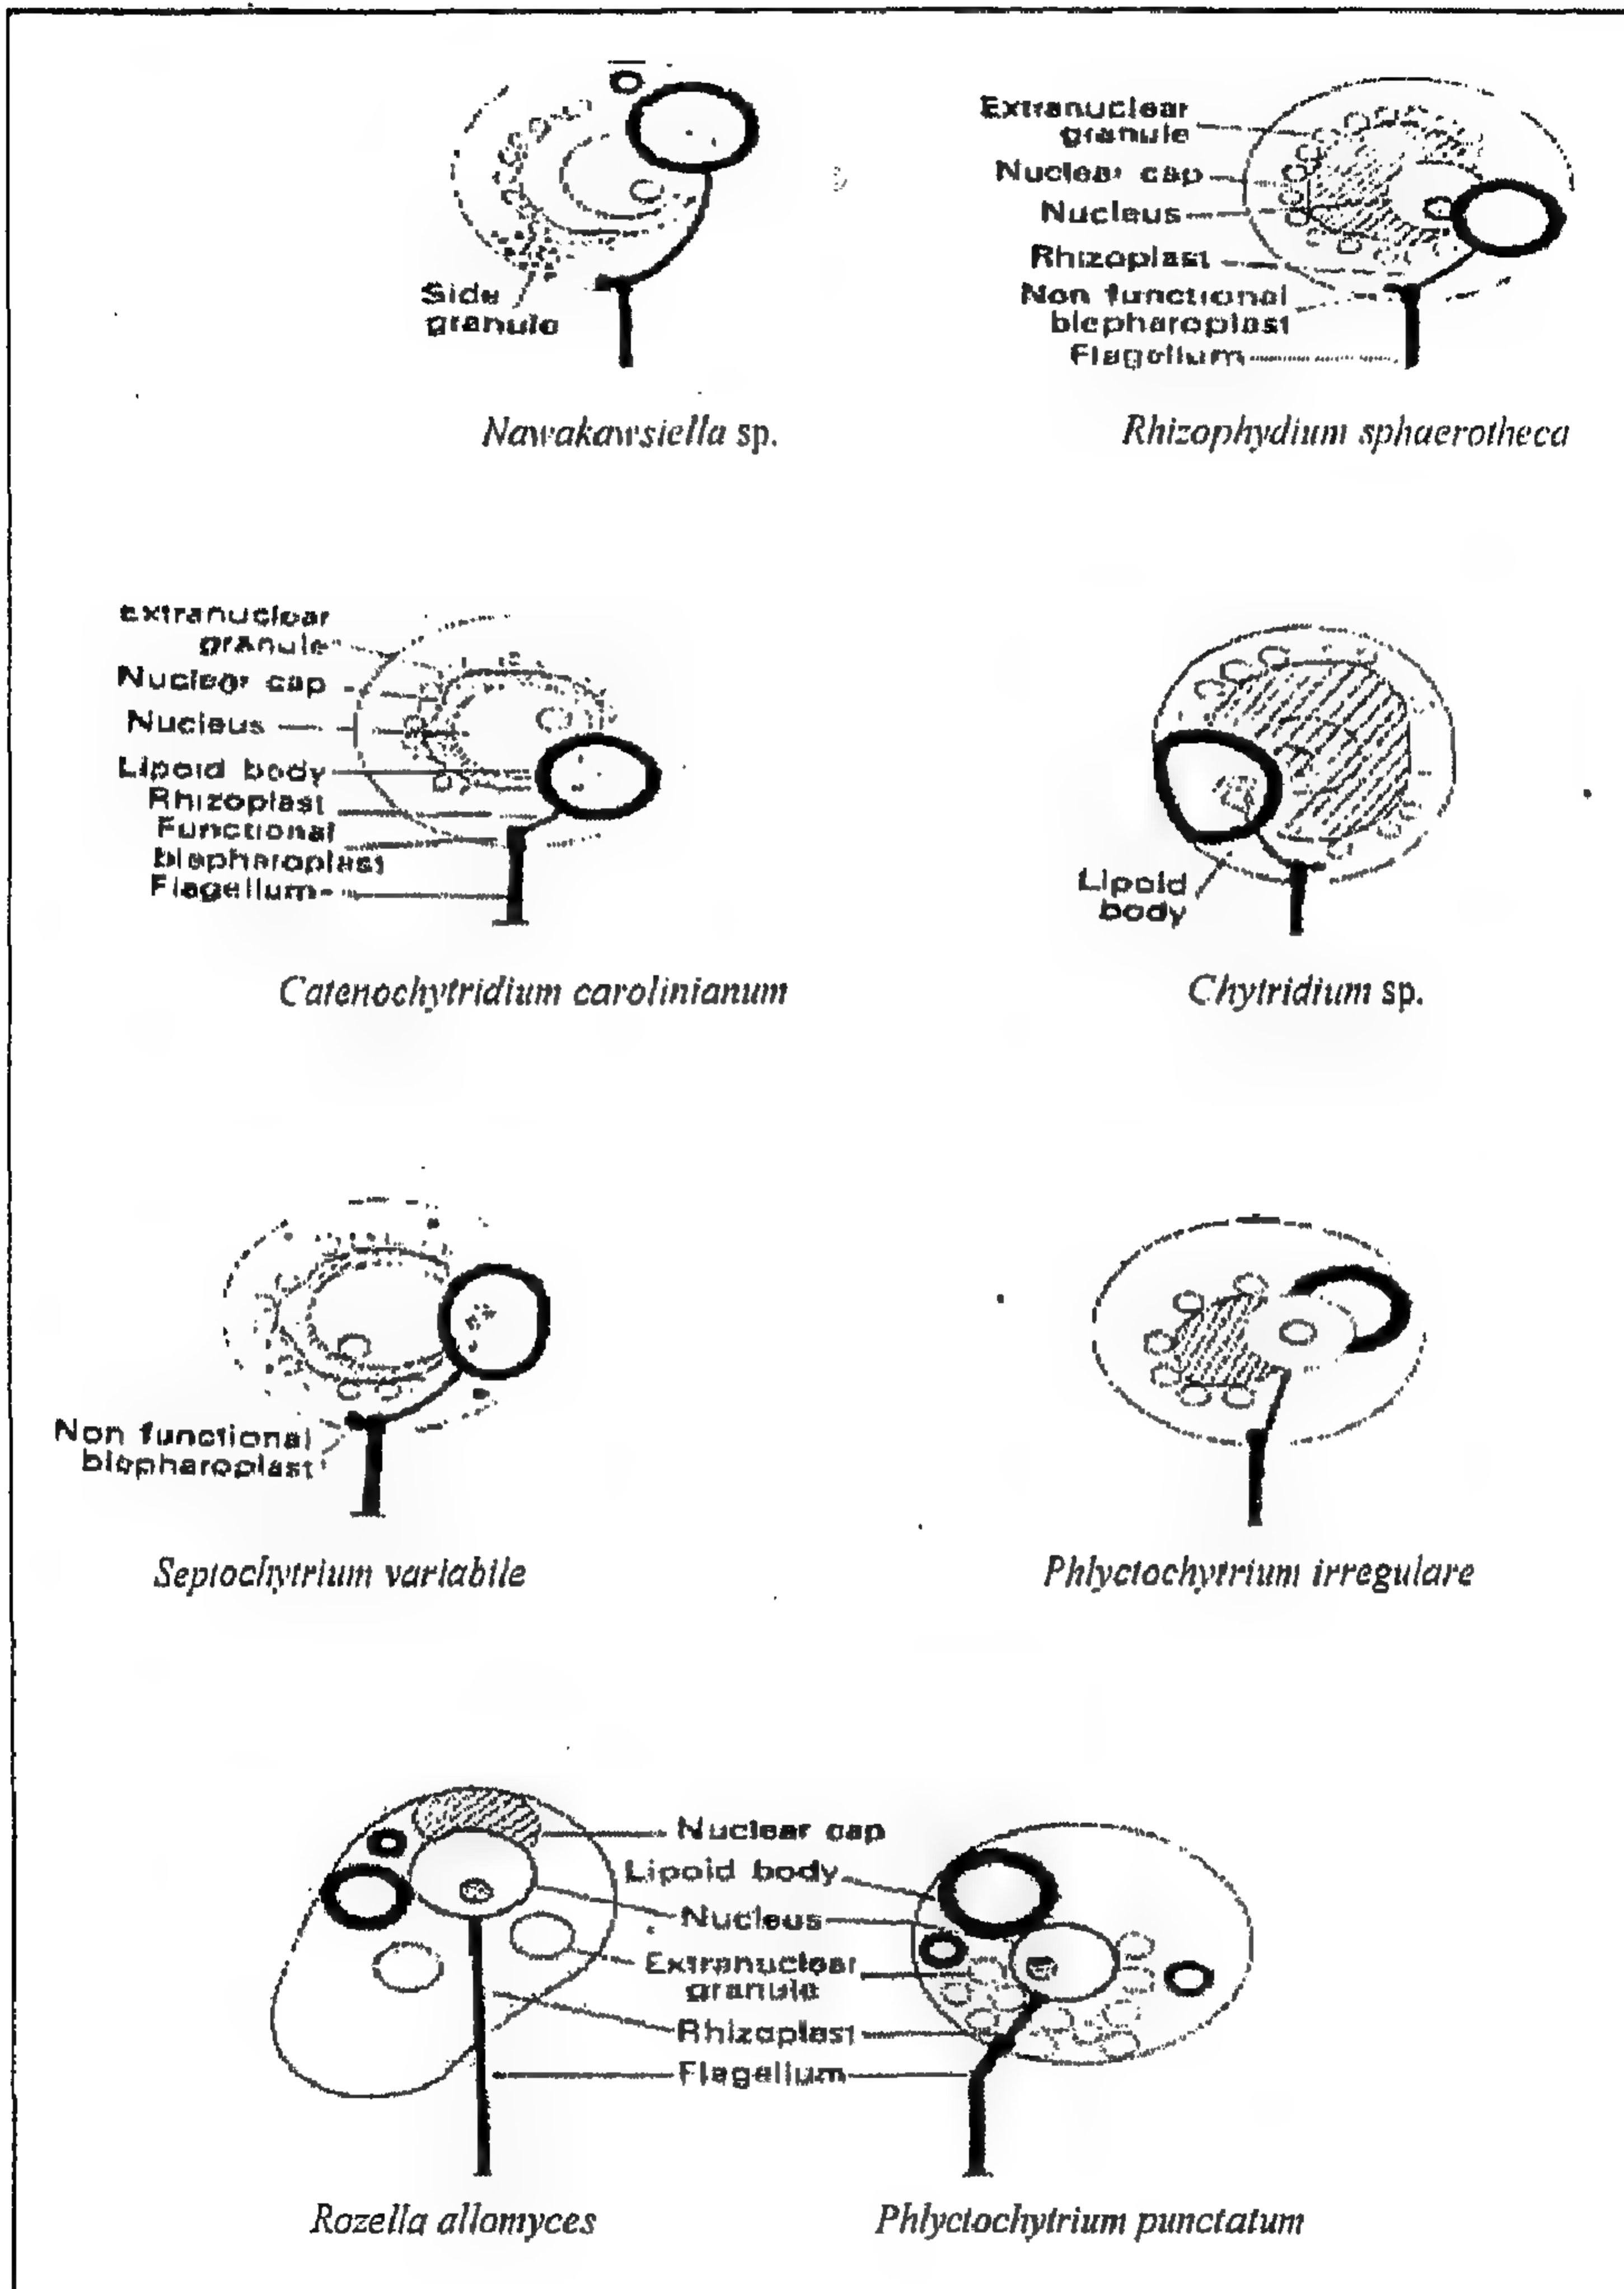 Side
granule
Nawakawsiella sp.
Extranuclear
granule
Nuclear cap
Nucleus
Rhizoplast
Non functional
blepharoplast
Flagellum
Rhizophydium sphaerotheca
Extranuclear
granule
Nuclear cap
Nucleus
Lipoid body
Rhizoplast
Functional
blepharoplast
Flagellum
Catenochytridium carolinianum
Lipoid
body
Chytridium sp.
Non functional
blepharoplast
Septochytrium variabile
Phlyctochytrium irregulare
Nuclear cap
Lipoid body
Nucleus
Extranuclear
granule
Rhizoplast
Flagellum
Rozella allomyces
Phlyctochytrium punctatum